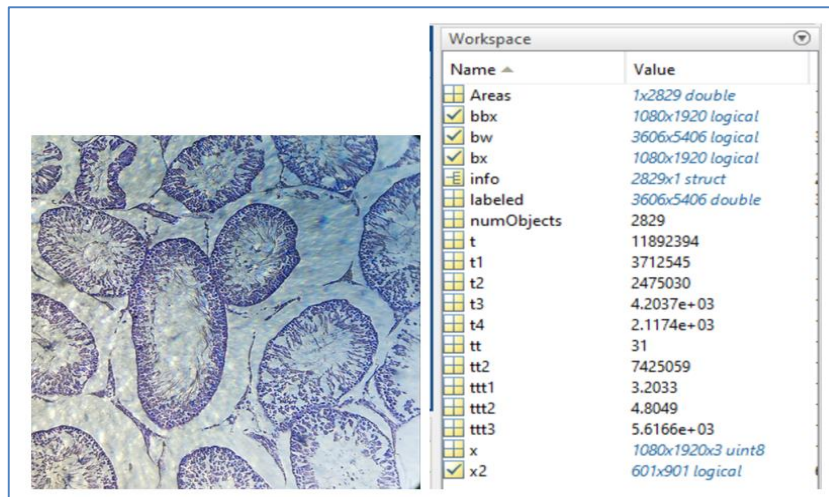 Workspace
Name Value
Areas 1x2829 double
bbx 1080x1920 logical
bw 3606x5406 logical
bx 1080x1920 logical
info 2829x1 struct
labeled 3606x5406 double
numObjects 2829
t 11892394
t1 3712545
t2 2475030
t3 4.2037e+03
t4 2.1174e+03
tt 31
tt2 7425059
ttt1 3.2033
ttt2 4.8049
ttt3 5.6166e+03
x 1080x1920x3 uint8
x2 601x901 logical